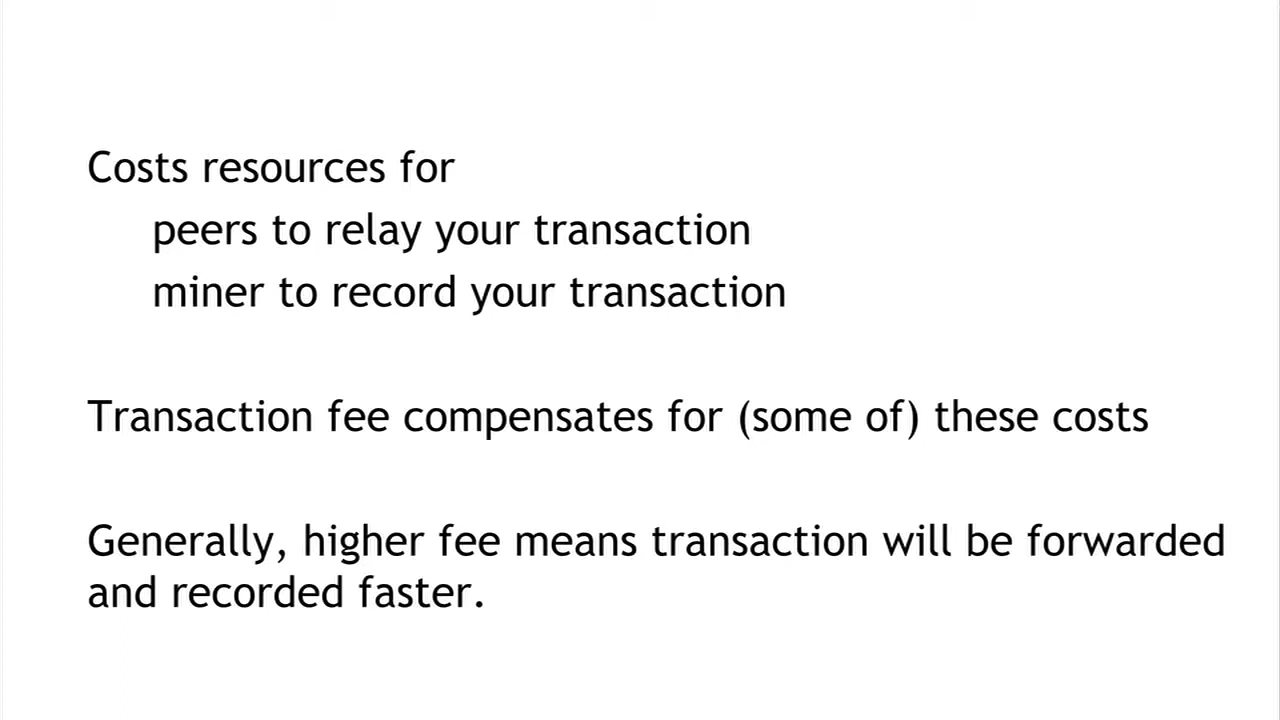 Costs resources for
peers to relay your transaction
miner to record your transaction
Transaction fee compensates for (some of) these costs
Generally, higher fee means transaction will be forwarded
and recorded faster.